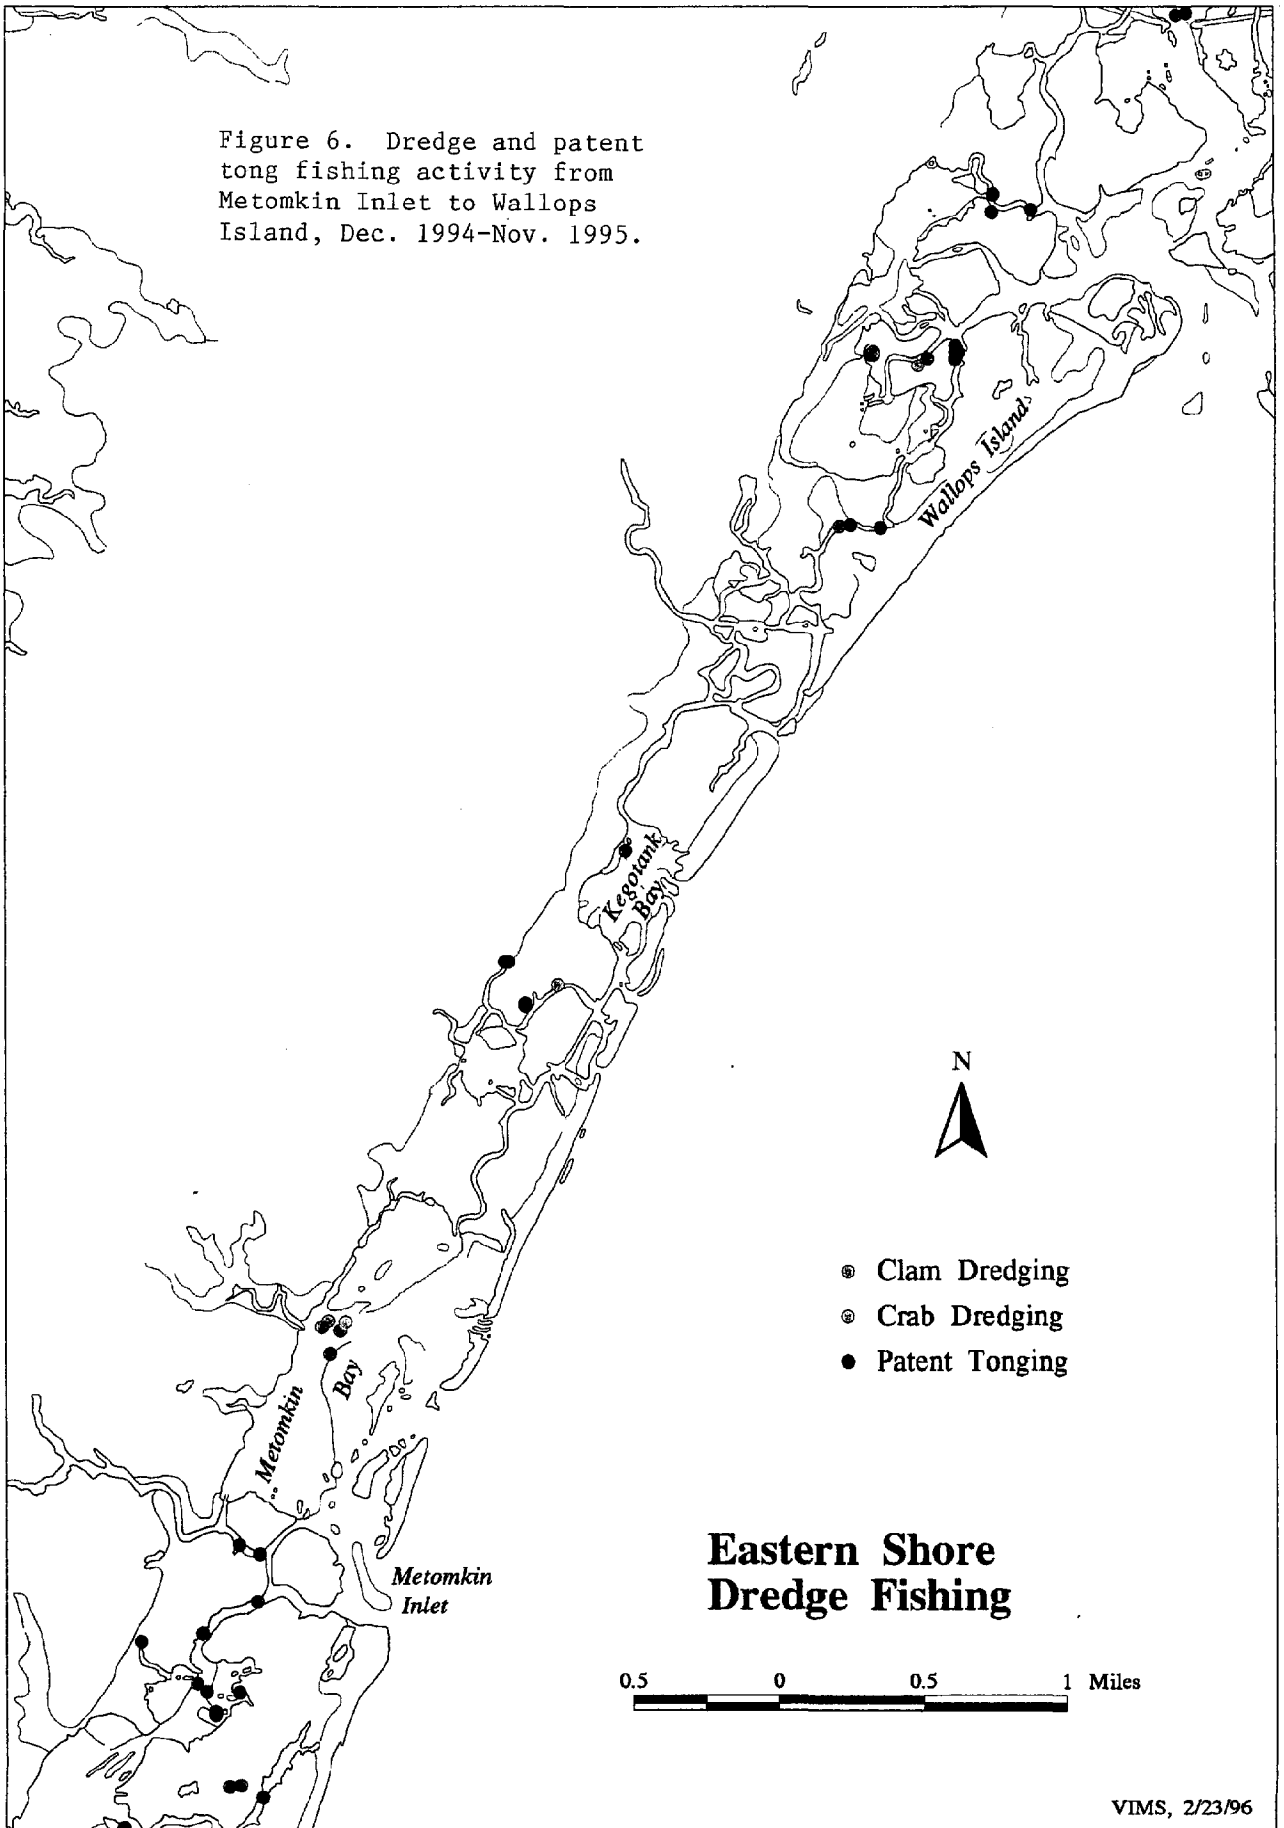 Figure 6. Dredge and patent
tong fishing activity from
Metomkin Inlet to Wallops
Island, Dec. 1994-Nov. 1995.
Wallops Island
Kegotank
Bay
N
Clam Dredging
Crab Dredging
Patent Tonging
Metomkin
Bay
Metomkin
Inlet
Eastern Shore
Dredge Fishing
0.5 0 0.5 1 Miles
VIMS, 2/23/96